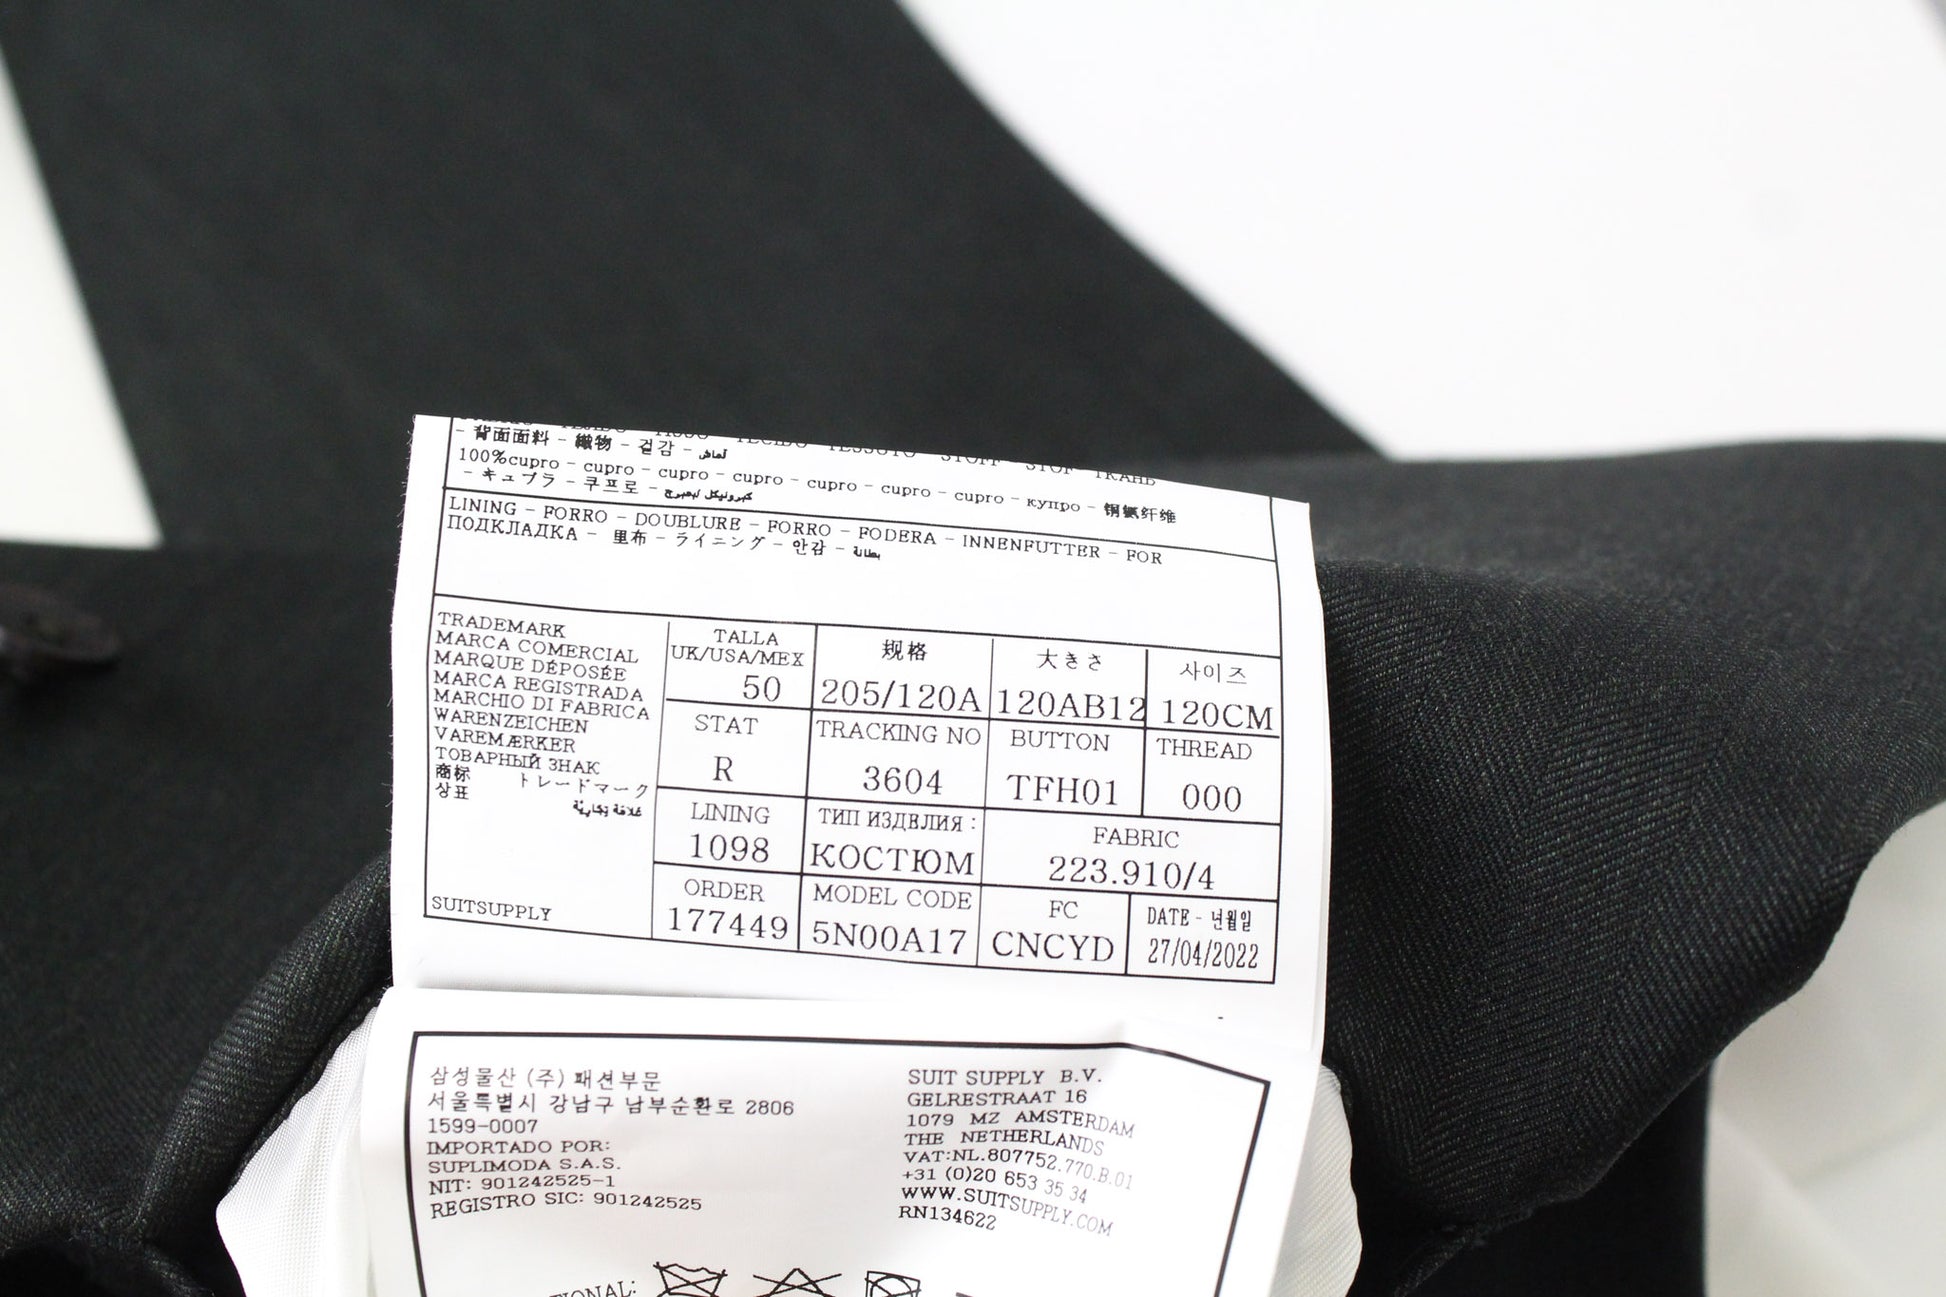 - 背面面料 - 織物 - 겉감 - قماش
100%cupro - cupro - cupro - cupro - cupro - cupro - cupro - купро - 铜氨纤维
- キュプラ - 쿠프로 -
LINING - FORRO - DOUBLURE - FORRO - FODERA - INNENFUTTER - FOR
ПОДКЛАДКА - 里布 - ライニング - 안감 - بطانة
TRADEMARK
MARCA COMERCIAL
MARQUE DÉPOSÉE
MARCA REGISTRADA
MARCHIO DI FABRICA
WARENZEICHEN
VAREMÆRKER
ТОВАРНЫЙ ЗНАК
商标 トレードマーク
상표 علامة تجارية
SUITSUPPLY
TALLA
UK/USA/MEX
50
规格
205/120A
大きさ
120AB12
사이즈
120CM
STAT
R
TRACKING NO
3604
BUTTON
TFH01
THREAD
000
LINING
1098
ТИП ИЗДЕЛИЯ :
КОСТЮМ
FABRIC
223.910/4
ORDER
177449
MODEL CODE
5N00A17
FC
CNCYD
DATE - 년월일
27/04/2022
삼성물산 (주) 패션부문
서울특별시 강남구 남부순환로 2806
1599-0007
IMPORTADO POR:
SUPLIMODA S.A.S.
NIT: 901242525-1
REGISTRO SIC: 901242525
SUIT SUPPLY B.V.
GELRESTRAAT 16
1079 MZ AMSTERDAM
THE NETHERLANDS
VAT:NL.807752.770.B.01
+31 (0)20 653 35 34
WWW.SUITSUPPLY.COM
RN134622